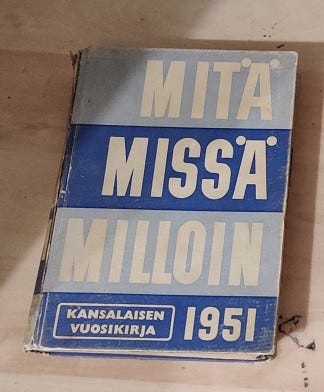 MITÄ
MISSÄ
MILLOIN
KANSALAISEN
VUOSIKIRJA
1951